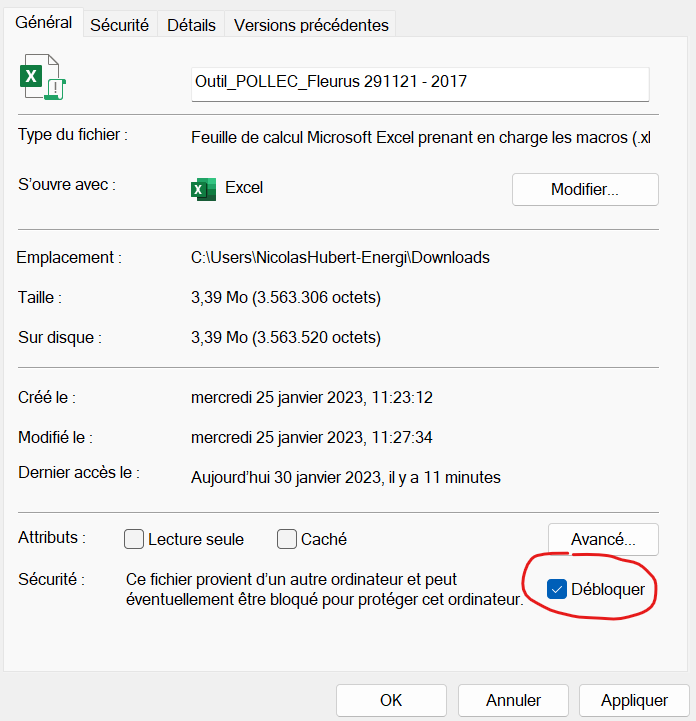 Général Sécurité Détails Versions précédentes
Outil_POLLEC_Fleurus 291121 - 2017
Type du fichier : Feuille de calcul Microsoft Excel prenant en charge les macros (.xl
S'ouvre avec : Excel Modifier...
Emplacement : C:\Users\NicolasHubert-Energi\Downloads
Taille : 3,39 Mo (3.563.306 octets)
Sur disque : 3,39 Mo (3.563.520 octets)
Créé le : mercredi 25 janvier 2023, 11:23:12
Modifié le : mercredi 25 janvier 2023, 11:27:34
Dernier accès le : Aujourd'hui 30 janvier 2023, il y a 11 minutes
Attributs : Lecture seule Caché Avancé...
Sécurité : Ce fichier provient d'un autre ordinateur et peut
éventuellement être bloqué pour protéger cet ordinateur. Débloquer
OK Annuler Appliquer